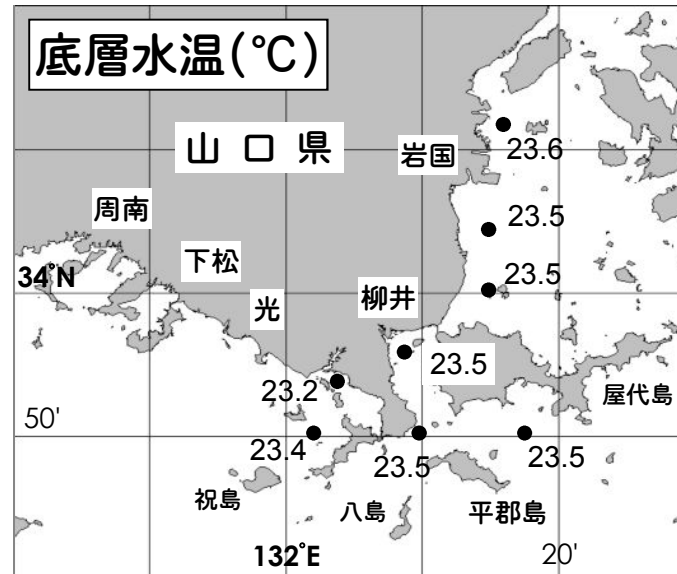 底層水温(℃)
山口県
岩国
23.6
周南
23.5
下松
34°N
23.5
光
柳井
23.5
23.2
屋代島
50'
23.4
23.5
23.5
祝島
八島
平郡島
132°E
20'